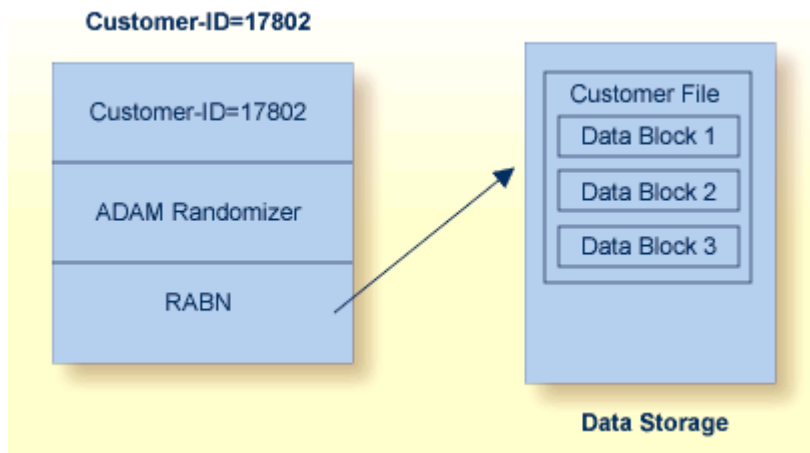 Customer-ID=17802
Customer-ID=17802
ADAM Randomizer
RABN
Customer File
Data Block 1
Data Block 2
Data Block 3
Data Storage